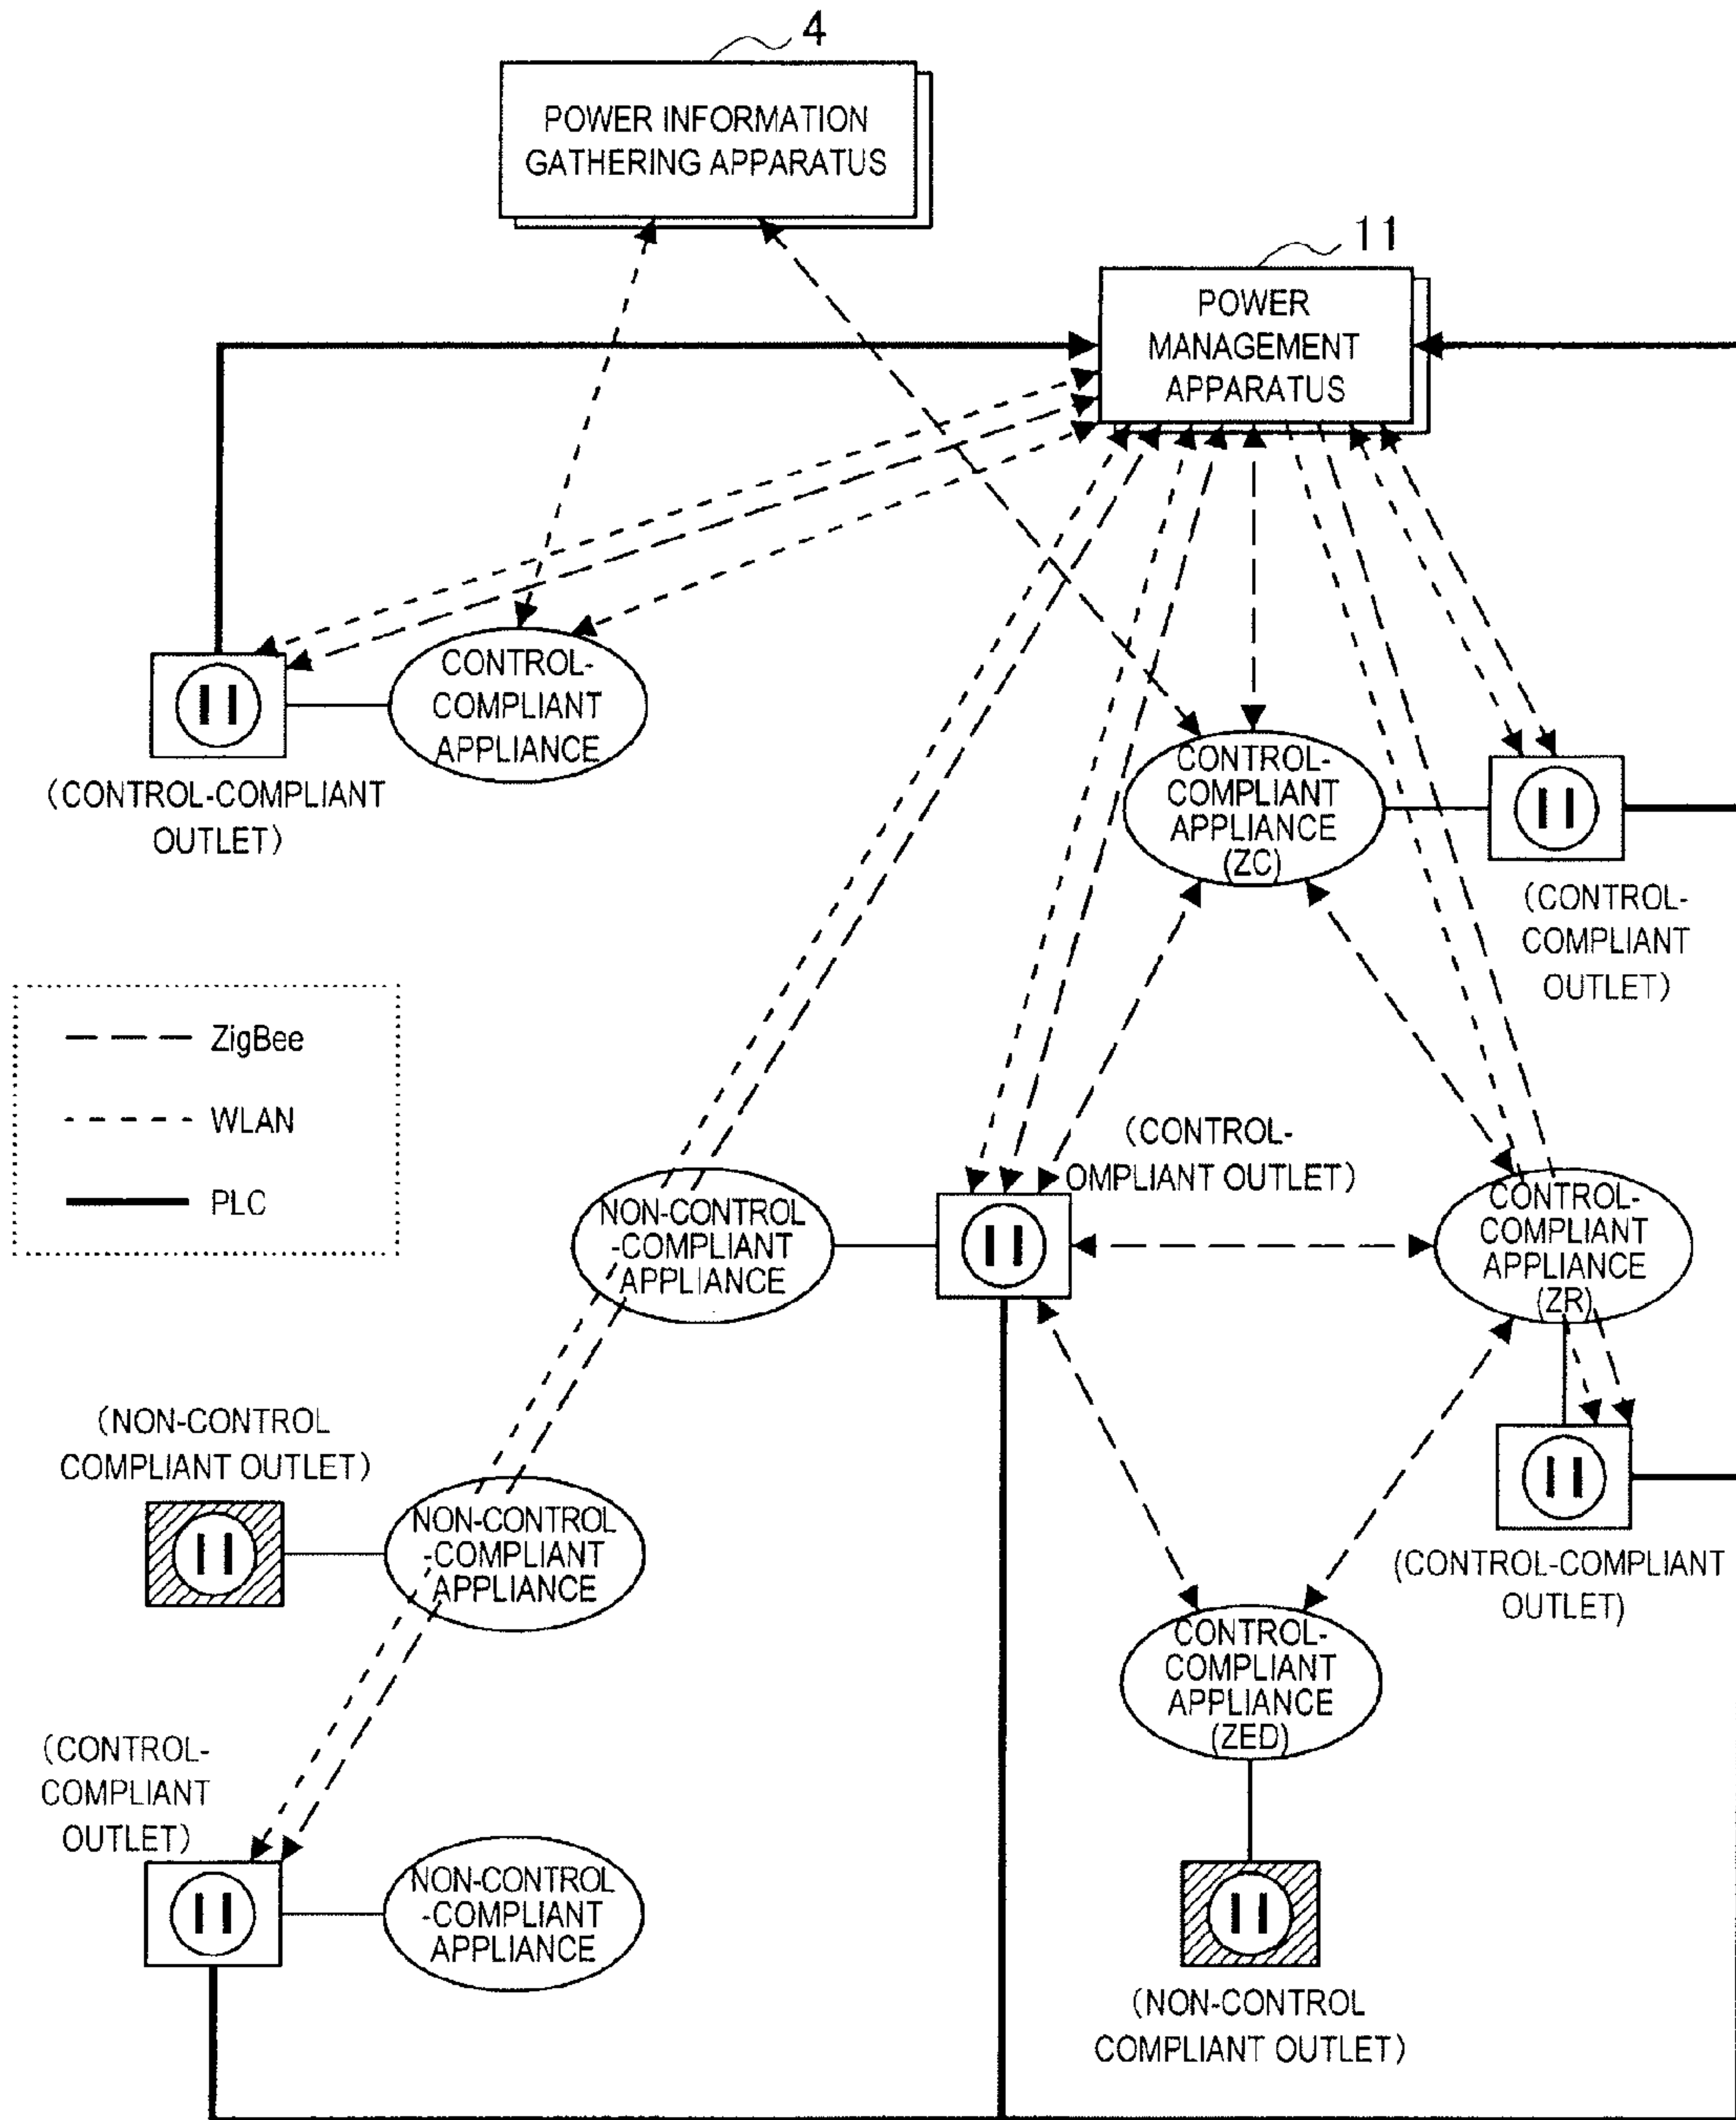 4
POWER INFORMATION
GATHERING APPARATUS
11
POWER
MANAGEMENT
APPARATUS
CONTROL-
COMPLIANT
APPLIANCE
(CONTROL-COMPLIANT
OUTLET)
CONTROL-
COMPLIANT
APPLIANCE
(ZC)
(CONTROL-
COMPLIANT
OUTLET)
ZigBee
WLAN
PLC
(CONTROL-
OMPLIANT OUTLET)
NON-CONTROL
-COMPLIANT
APPLIANCE
CONTROL-
COMPLIANT
APPLIANCE
(ZR)
(NON-CONTROL
COMPLIANT OUTLET)
NON-CONTROL
-COMPLIANT
APPLIANCE
(CONTROL-COMPLIANT
OUTLET)
CONTROL-
COMPLIANT
APPLIANCE
(ZED)
(CONTROL-
COMPLIANT
OUTLET)
NON-CONTROL
-COMPLIANT
APPLIANCE
(NON-CONTROL
COMPLIANT OUTLET)